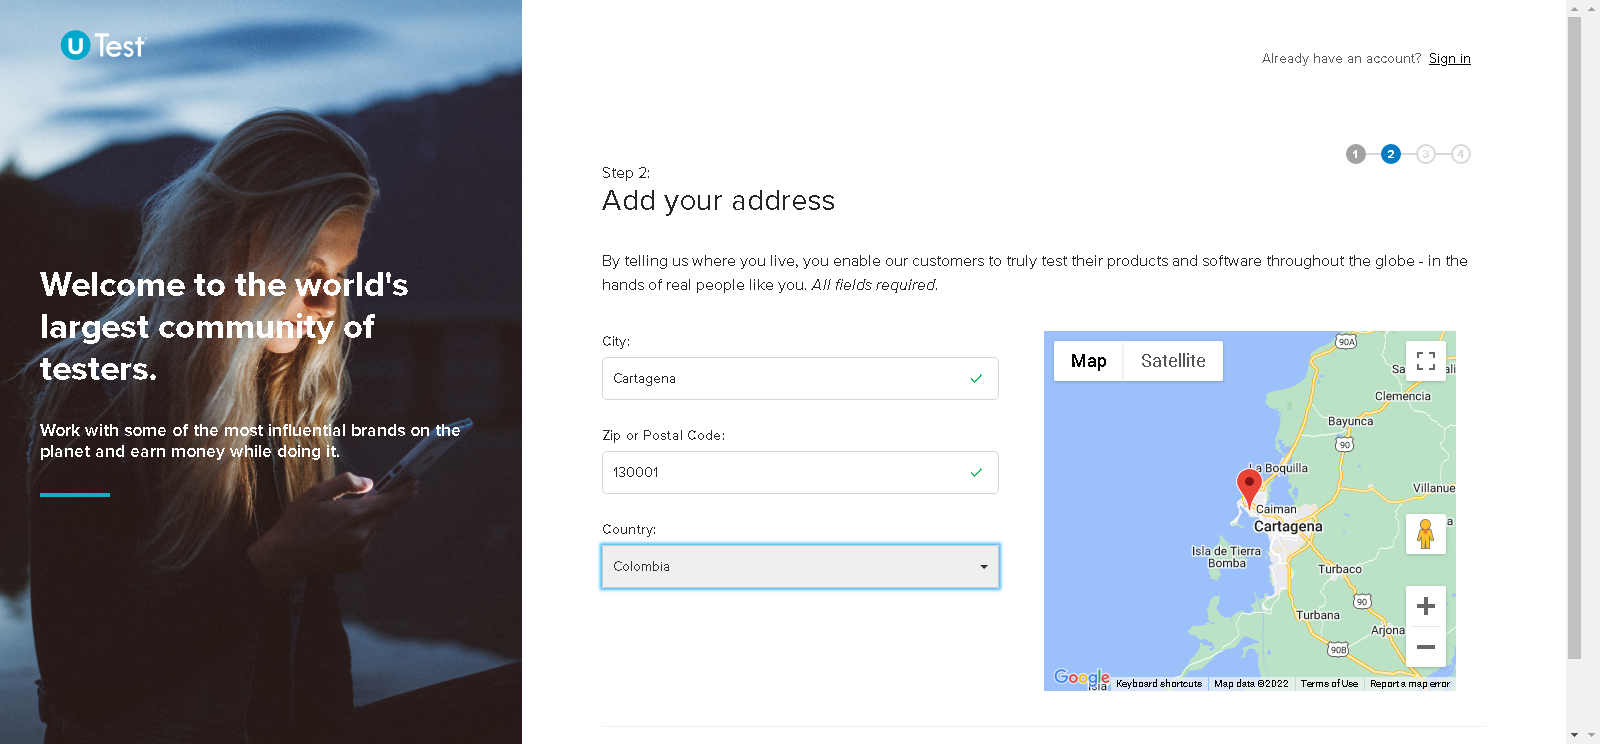 u Test
Welcome to the world's
largest community of
testers.
Work with some of the most influential brands on the
planet and earn money while doing it.
Already have an account? Sign in
1 2 3 4
Step 2:
Add your address
By telling us where you live, you enable our customers to truly test their products and software throughout the globe - in the
hands of real people like you. All fields required.
City:
Cartagena
Zip or Postal Code:
130001
Country:
Colombia
Map Satellite
90A
Clemencia
Bayunca
90
La Boquilla
Villanue
Caiman
Cartagena
Isla de Tierra
Bomba
Turbaco
90
Turbana
Arjona
90B
Google
Isla
Keyboard shortcuts Map data ©2022 Terms of Use Report a map error